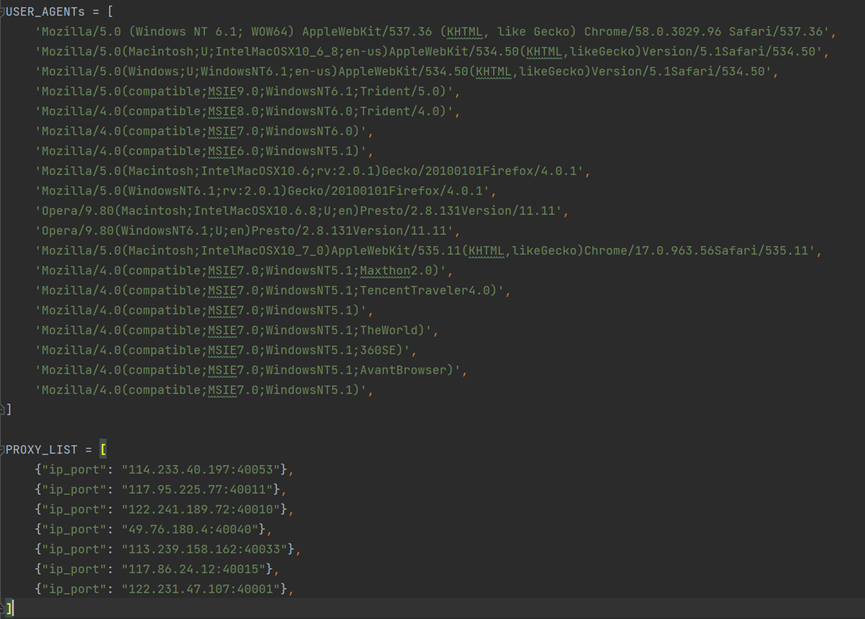 USER_AGENTs = [
    'Mozilla/5.0 (Windows NT 6.1; WOW64) AppleWebKit/537.36 (KHTML, like Gecko) Chrome/58.0.3029.96 Safari/537.36',
    'Mozilla/5.0(Macintosh;U;IntelMacOSX10_6_8;en-us)AppleWebKit/534.50(KHTML,likeGecko)Version/5.1Safari/534.50',
    'Mozilla/5.0(Windows;U;WindowsNT6.1;en-us)AppleWebKit/534.50(KHTML,likeGecko)Version/5.1Safari/534.50',
    'Mozilla/5.0(compatible;MSIE9.0;WindowsNT6.1;Trident/5.0)',
    'Mozilla/4.0(compatible;MSIE8.0;WindowsNT6.0;Trident/4.0)',
    'Mozilla/4.0(compatible;MSIE7.0;WindowsNT6.0)',
    'Mozilla/4.0(compatible;MSIE6.0;WindowsNT5.1)',
    'Mozilla/5.0(Macintosh;IntelMacOSX10.6;rv:2.0.1)Gecko/20100101Firefox/4.0.1',
    'Mozilla/5.0(WindowsNT6.1;rv:2.0.1)Gecko/20100101Firefox/4.0.1',
    'Opera/9.80(Macintosh;IntelMacOSX10.6.8;U;en)Presto/2.8.131Version/11.11',
    'Opera/9.80(WindowsNT6.1;U;en)Presto/2.8.131Version/11.11',
    'Mozilla/5.0(Macintosh;IntelMacOSX10_7_0)AppleWebKit/535.11(KHTML,likeGecko)Chrome/17.0.963.56Safari/535.11',
    'Mozilla/4.0(compatible;MSIE7.0;WindowsNT5.1;Maxthon2.0)',
    'Mozilla/4.0(compatible;MSIE7.0;WindowsNT5.1;TencentTraveler4.0)',
    'Mozilla/4.0(compatible;MSIE7.0;WindowsNT5.1)',
    'Mozilla/4.0(compatible;MSIE7.0;WindowsNT5.1;TheWorld)',
    'Mozilla/4.0(compatible;MSIE7.0;WindowsNT5.1;360SE)',
    'Mozilla/4.0(compatible;MSIE7.0;WindowsNT5.1;AvantBrowser)',
    'Mozilla/4.0(compatible;MSIE7.0;WindowsNT5.1)',
]
PROXY_LIST = [
    {"ip_port": "114.233.40.197:40053"},
    {"ip_port": "117.95.225.77:40011"},
    {"ip_port": "122.241.189.72:40010"},
    {"ip_port": "49.76.180.4:40040"},
    {"ip_port": "113.239.158.162:40033"},
    {"ip_port": "117.86.24.12:40015"},
    {"ip_port": "122.231.47.107:40001"},
]